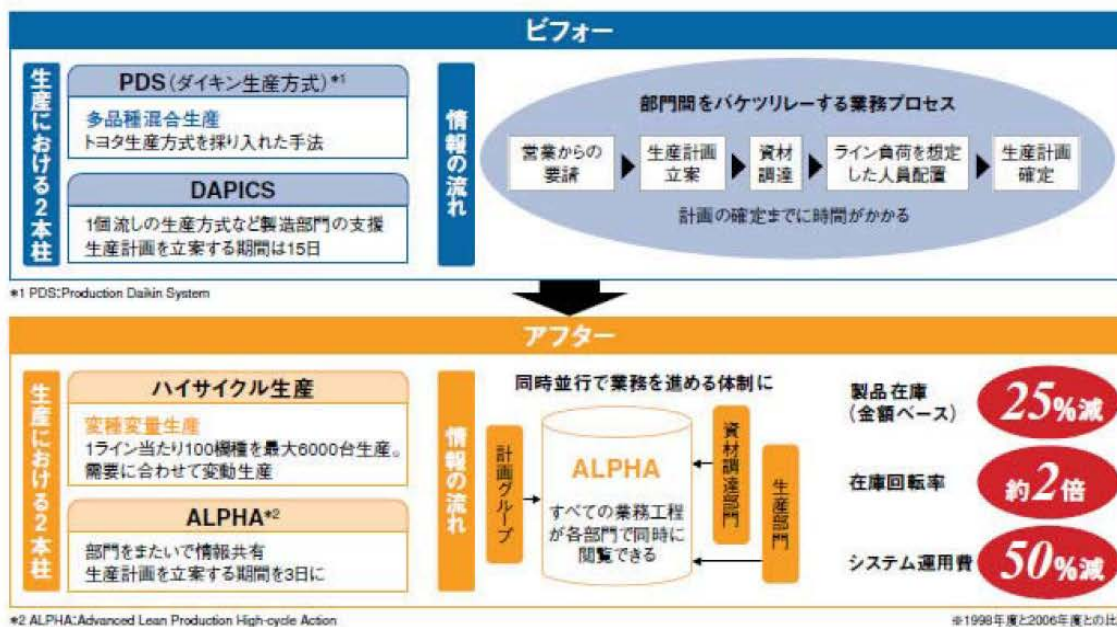 ビフォー
生産における2本柱
PDS(ダイキン生産方式)*1
多品種混合生産
トヨタ生産方式を採り入れた手法
DAPICS
1個流しの生産方式など製造部門の支援
生産計画を立案する期間は15日
情報の流れ
部門間をバケツリレーする業務プロセス
営業からの
要請
生産計画
立案
資材
調達
ライン負荷を想定
した人員配置
生産計画
確定
計画の確定までに時間がかかる
*1 PDS:Production Daikin System
アフター
生産における2本柱
ハイサイクル生産
変種変量生産
1ライン当たり100機種を最大6000台生産。
需要に合わせて変動生産
ALPHA*2
部門をまたいで情報共有
生産計画を立案する期間を3日に
情報の流れ
同時並行で業務を進める体制に
計画グループ
ALPHA
すべての業務工程
が各部門で同時に
閲覧できる
資材調達部門
生産部門
製品在庫
(金額ベース)
25%減
在庫回転率
約2倍
システム運用費
50%減
*2 ALPHA:Advanced Lean Production High-cycle Action
※1998年度と2006年度との比